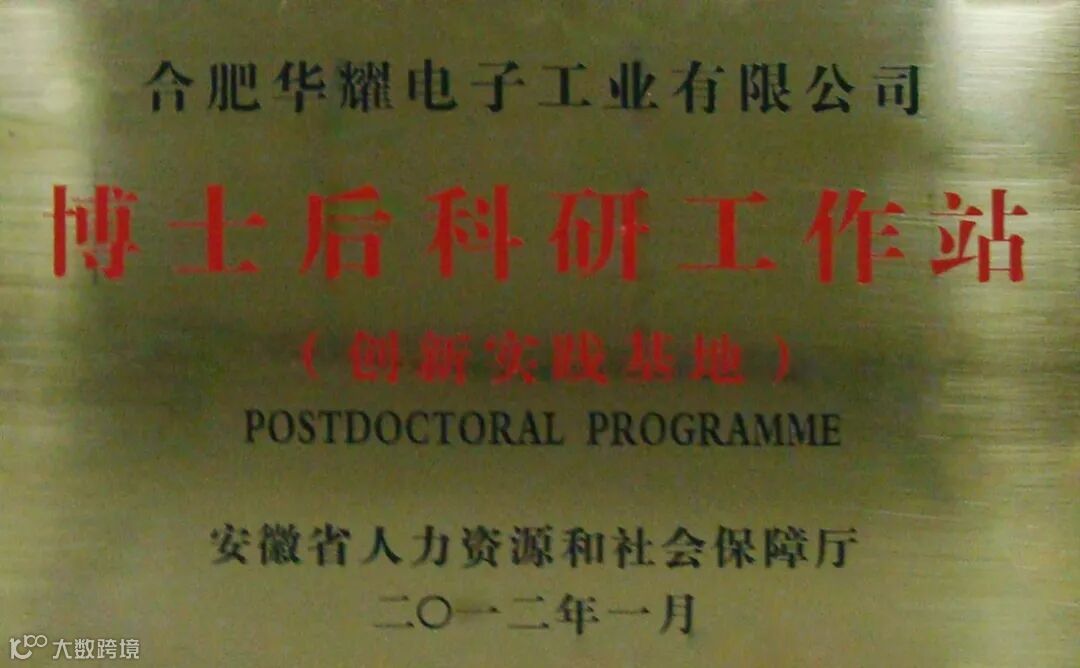 合肥华耀电子工业有限公司
博士后科研工作站
（创新实践基地）
POSTDOCTORAL PROGRAMME
安徽省人力资源和社会保障厅
二〇一二年一月
大数跨境